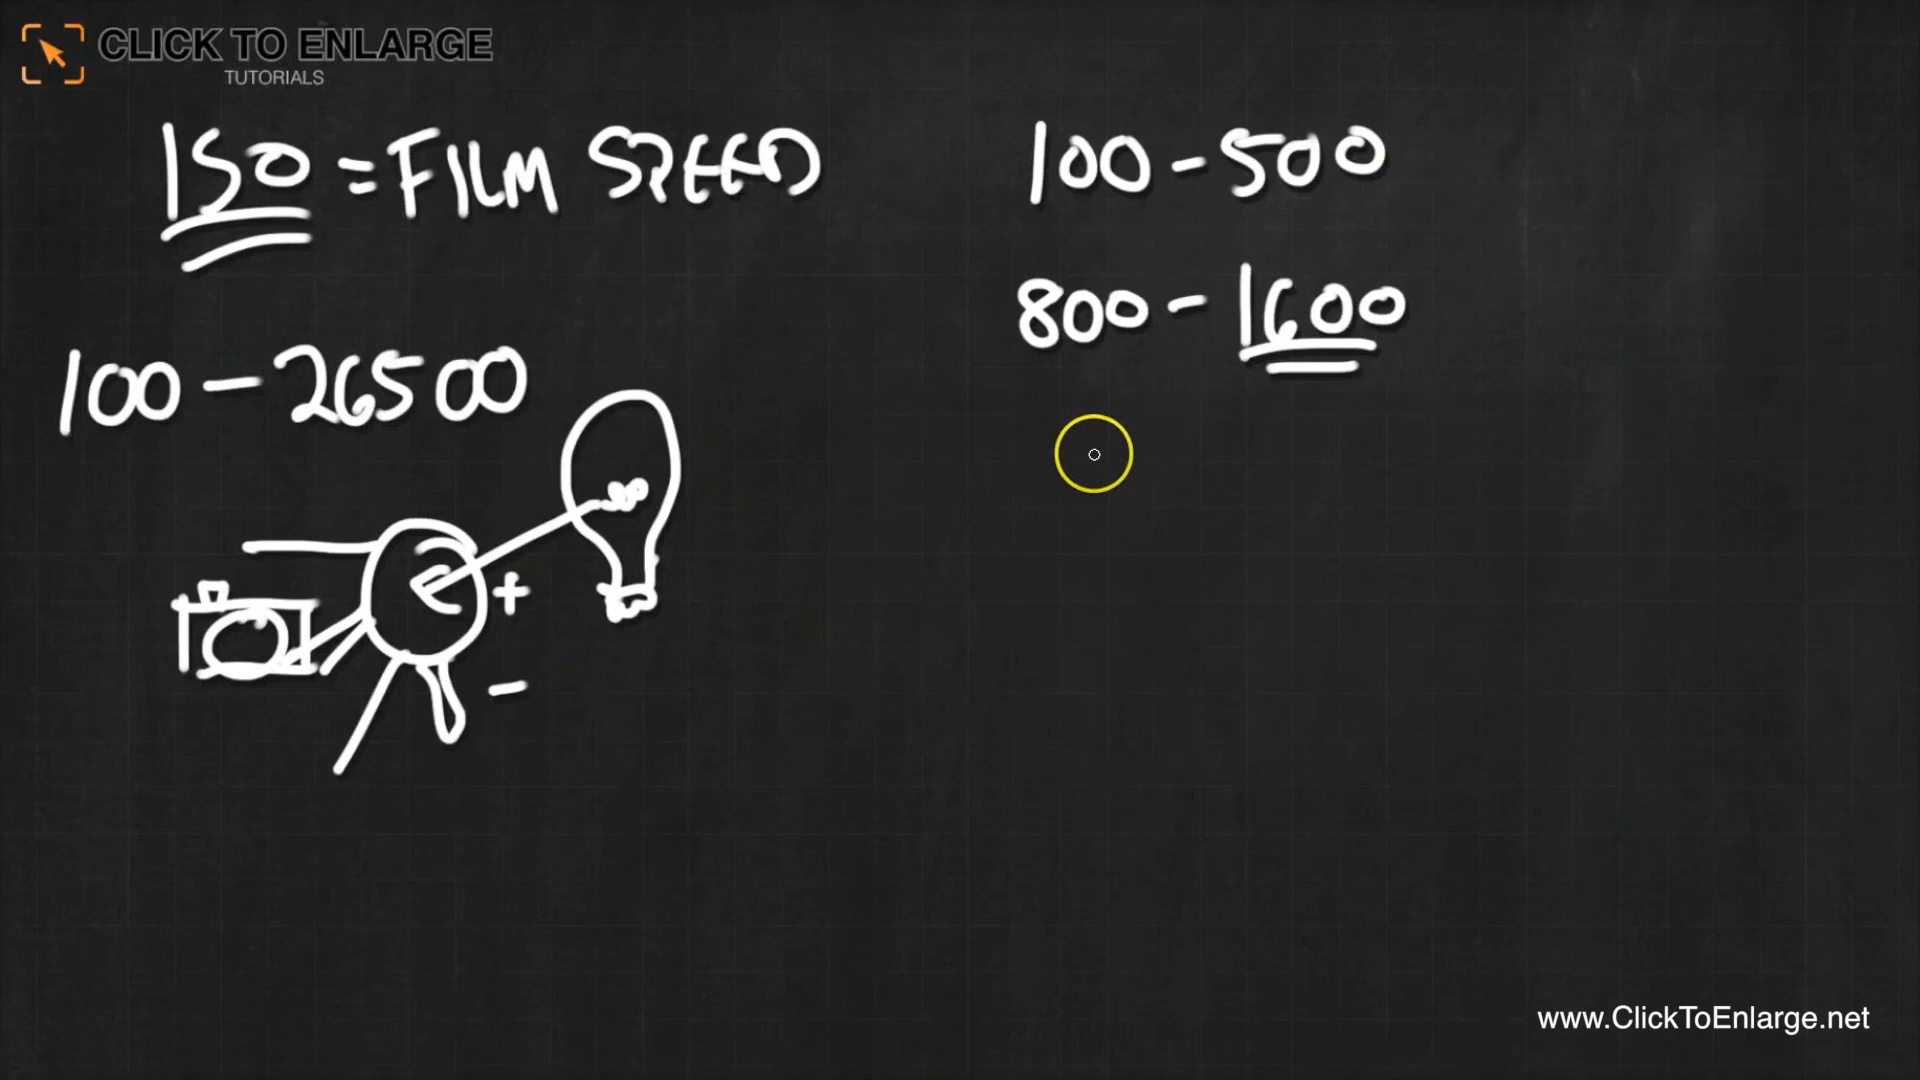 CLICK TO ENLARGE
TUTORIALS
ISO = FILM SPEED
100 - 26500
+
-
100 - 500
800 - 1600
www.ClickToEnlarge.net